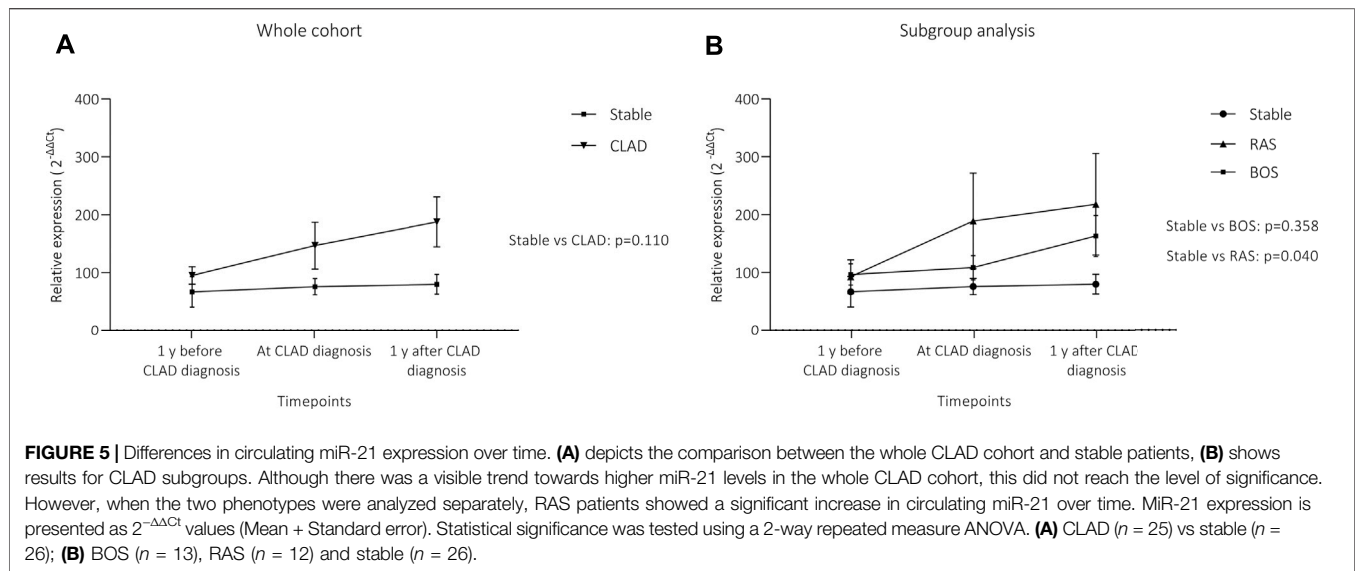 A
Whole cohort
400
300
200
100
0
Relative expression (2^-ΔΔCt)
Stable
CLAD
Stable vs CLAD: p=0.110
1 y before
CLAD diagnosis
At CLAD diagnosis
1 y after CLAD
diagnosis
Timepoints
B
Subgroup analysis
400
300
200
100
0
Relative expression (2^-ΔΔCt)
Stable
RAS
BOS
Stable vs BOS: p=0.358
Stable vs RAS: p=0.040
1 y before
CLAD diagnosis
At CLAD diagnosis
1 y after CLAD
diagnosis
Timepoints
FIGURE 5 | Differences in circulating miR-21 expression over time. (A) depicts the comparison between the whole CLAD cohort and stable patients, (B) shows
results for CLAD subgroups. Although there was a visible trend towards higher miR-21 levels in the whole CLAD cohort, this did not reach the level of significance.
However, when the two phenotypes were analyzed separately, RAS patients showed a significant increase in circulating miR-21 over time. MiR-21 expression is
presented as 2^−ΔΔCt values (Mean + Standard error). Statistical significance was tested using a 2-way repeated measure ANOVA. (A) CLAD (n = 25) vs stable (n =
26); (B) BOS (n = 13), RAS (n = 12) and stable (n = 26).